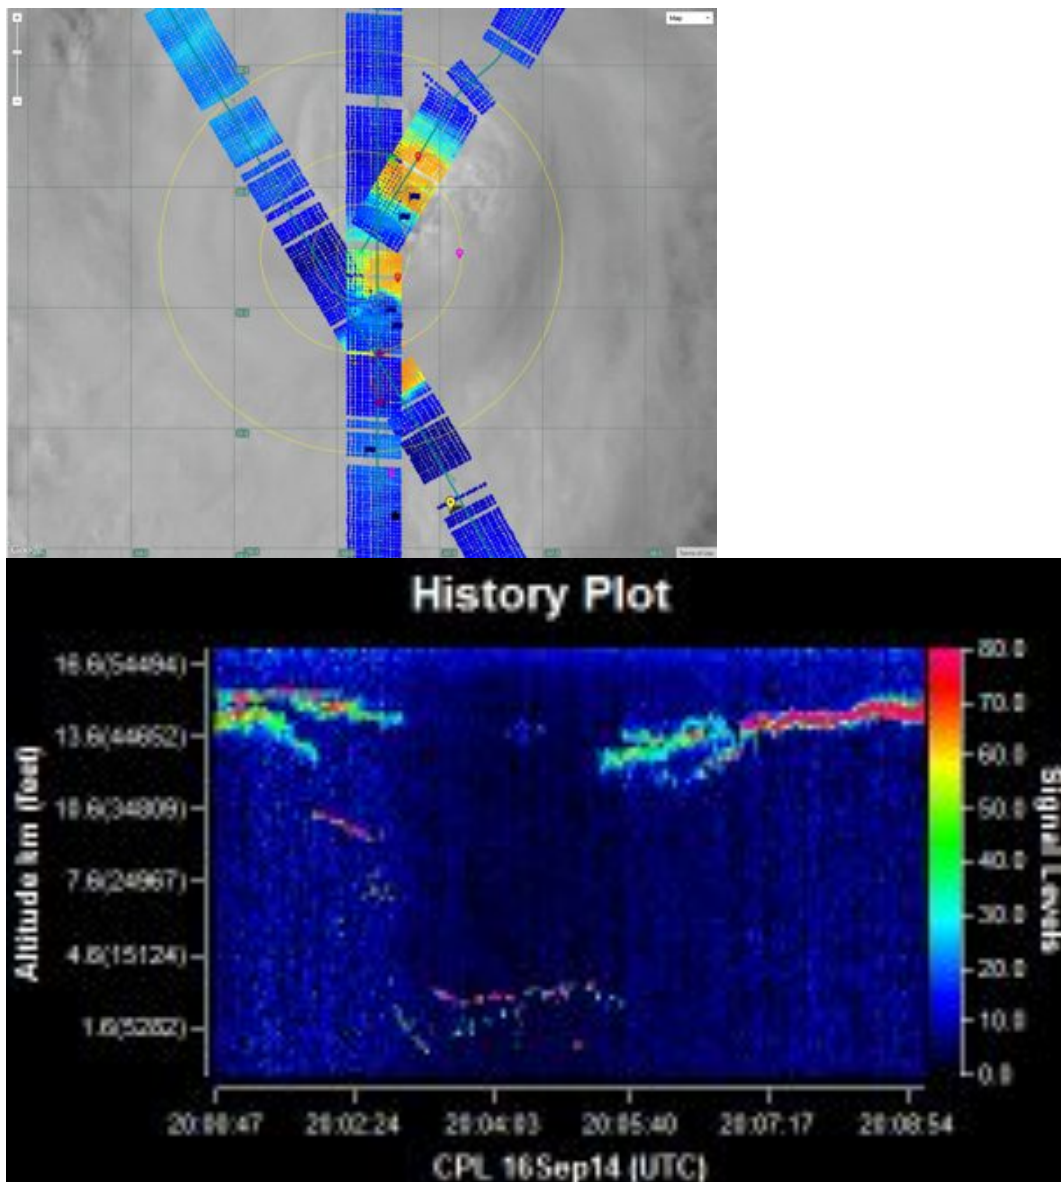 Map
History Plot
16.6(54494)
13.6(44652)
10.6(34809)
7.6(24967)
4.6(15124)
1.6(5282)
Altitude km (feet)
80.0
70.0
60.0
50.0
40.0
30.0
20.0
10.0
0.0
Signal Levels
20:00:47 20:02:24 20:04:03 20:05:40 20:07:17 20:08:54
CPL 16Sep14 (UTC)